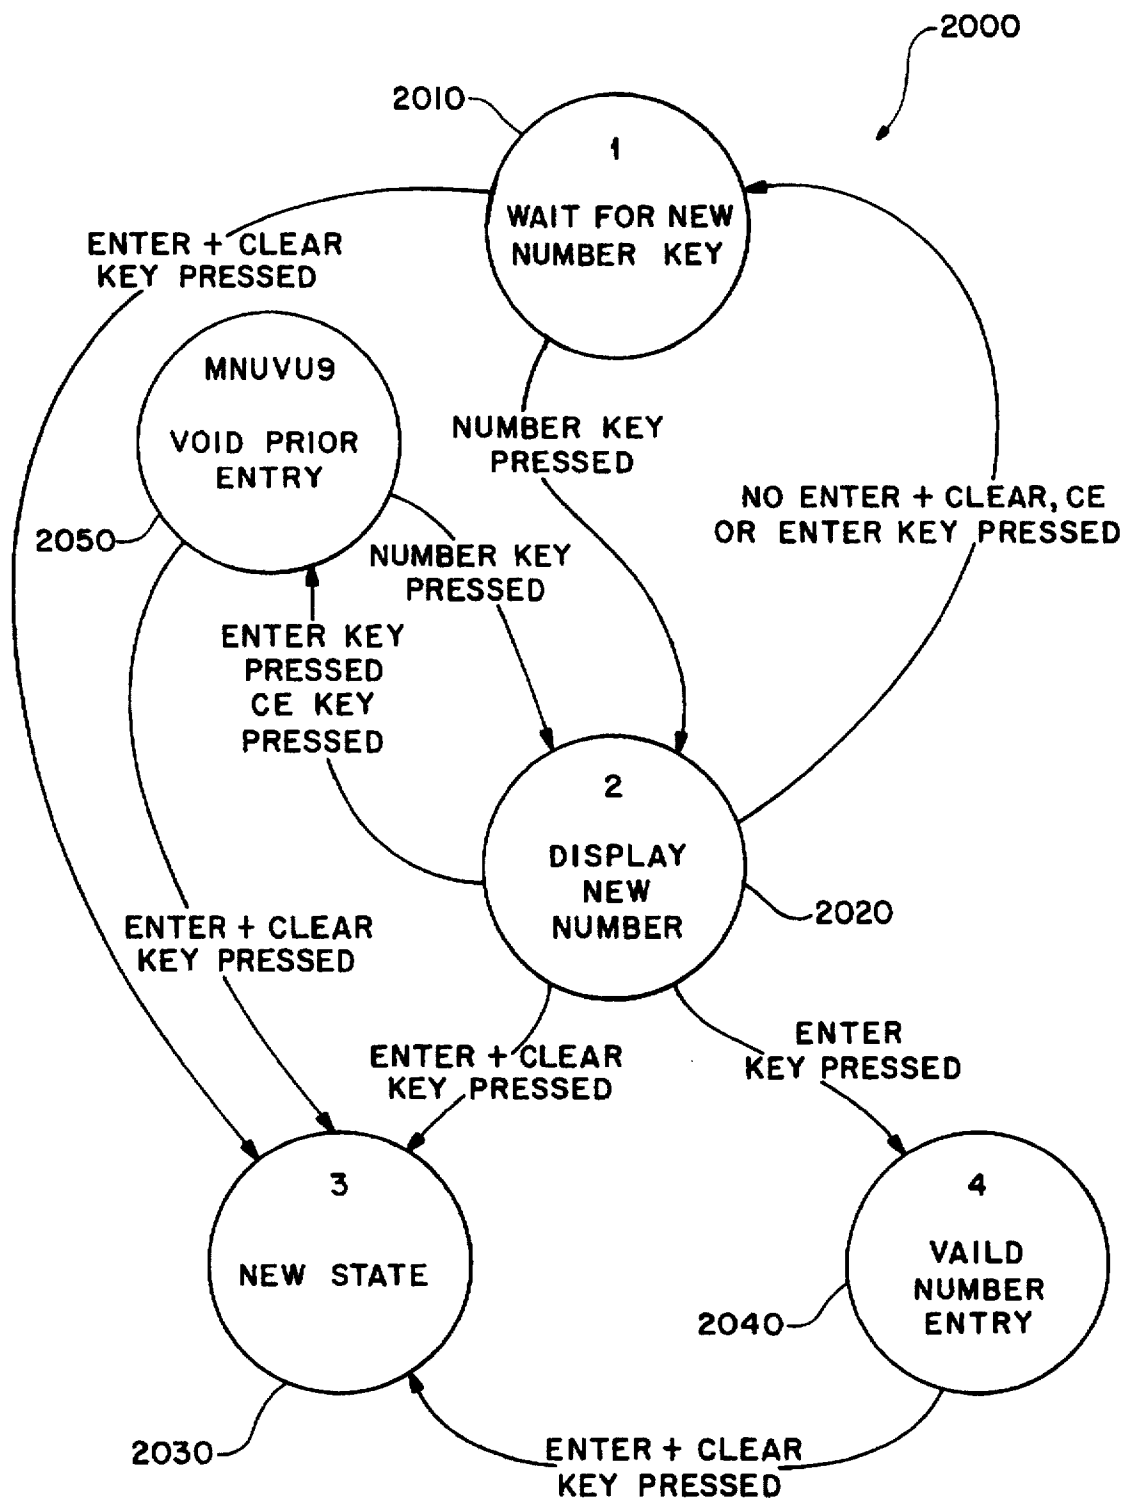 2000
2010
1
WAIT FOR NEW
NUMBER KEY
ENTER + CLEAR
KEY PRESSED
MNUVU9
VOID PRIOR
ENTRY
2050
NUMBER KEY
PRESSED
NO ENTER + CLEAR, CE
OR ENTER KEY PRESSED
NUMBER KEY
PRESSED
ENTER KEY
PRESSED
CE KEY
PRESSED
2
DISPLAY
NEW
NUMBER
2020
ENTER + CLEAR
KEY PRESSED
ENTER + CLEAR
KEY PRESSED
ENTER
KEY PRESSED
3
NEW STATE
2030
4
VAILD
NUMBER
ENTRY
2040
ENTER + CLEAR
KEY PRESSED